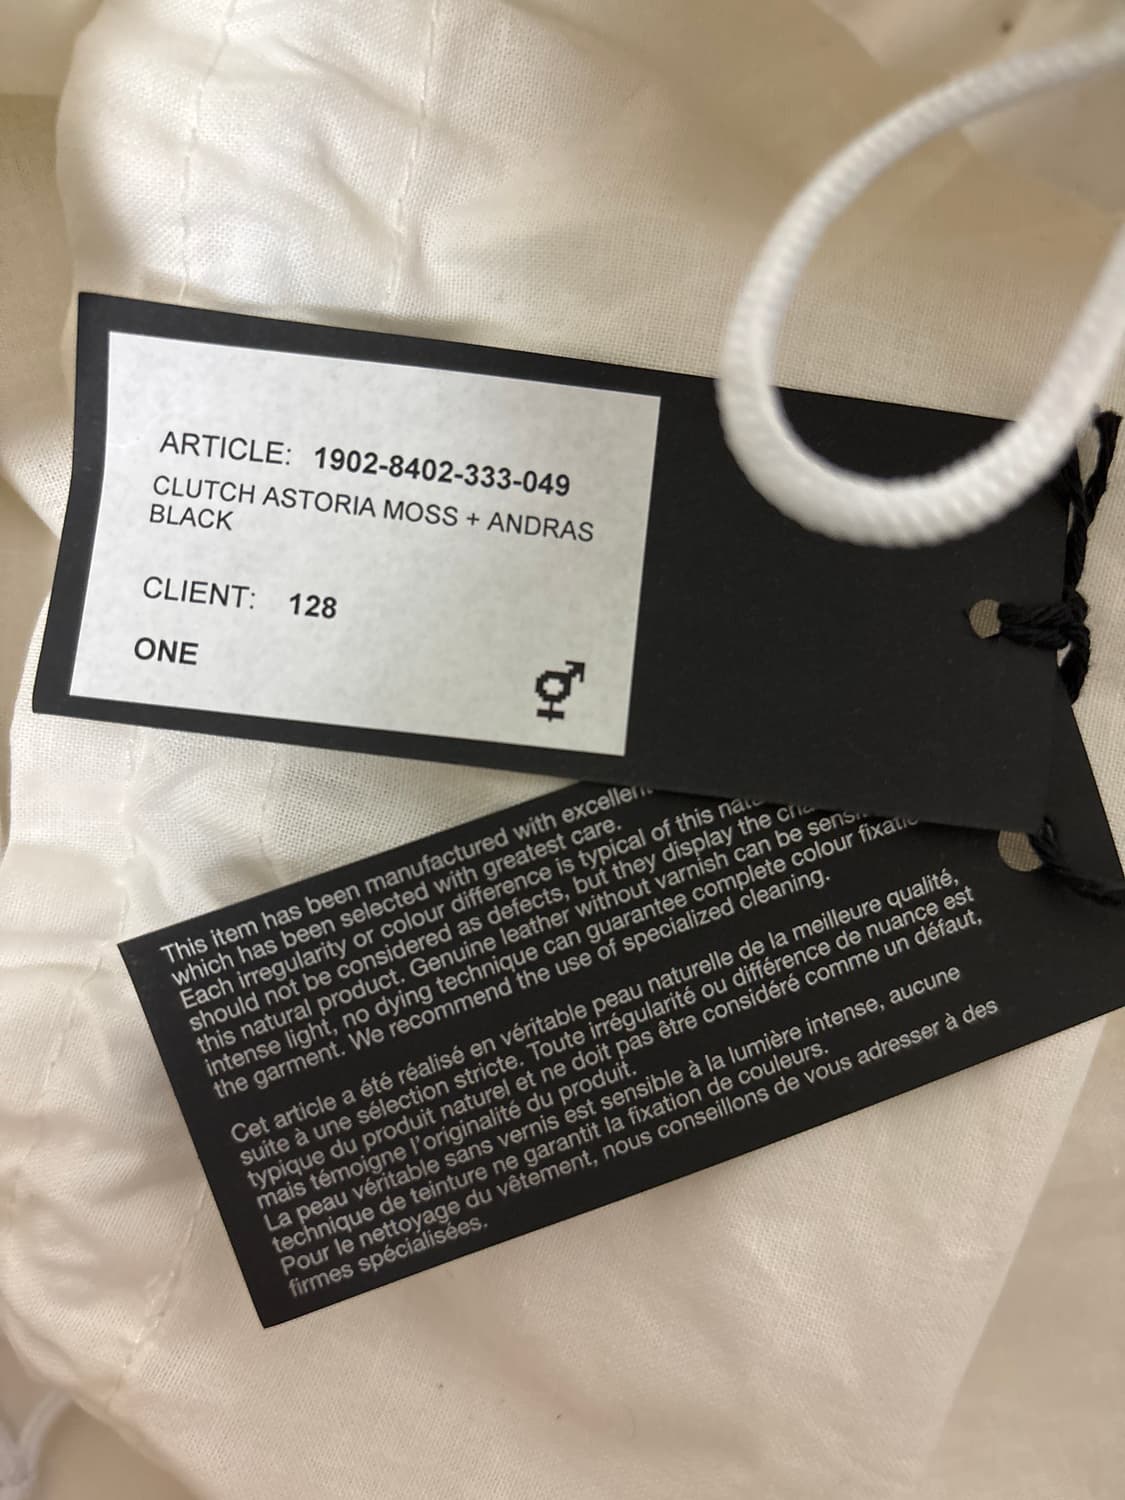 ARTICLE: 1902-8402-333-049
CLUTCH ASTORIA MOSS + ANDRAS
BLACK
CLIENT: 128
ONE
This item has been manufactured with
which has been selected with greatest care.
Each irregularity or colour difference is typical of this
should not be considered as defects, but they display the
this natural product. Genuine leather without varnish can be
intense light, no dying technique can guarantee complete colour
the garment. We recommend the use of specialized cleaning.
Cet article a été réalisé en véritable peau naturelle de la meilleure qualité,
suite à une sélection stricte. Toute irrégularité ou différence de nuance est
typique du produit naturel et ne doit pas être considéré comme un défaut,
mais témoigne l'originalité du produit.
La peau véritable sans vernis est sensible à la lumière intense, aucune
technique de teinture ne garantit la fixation de couleurs.
Pour le nettoyage du vêtement, nous conseillons de vous adresser à des
firmes spécialisées.